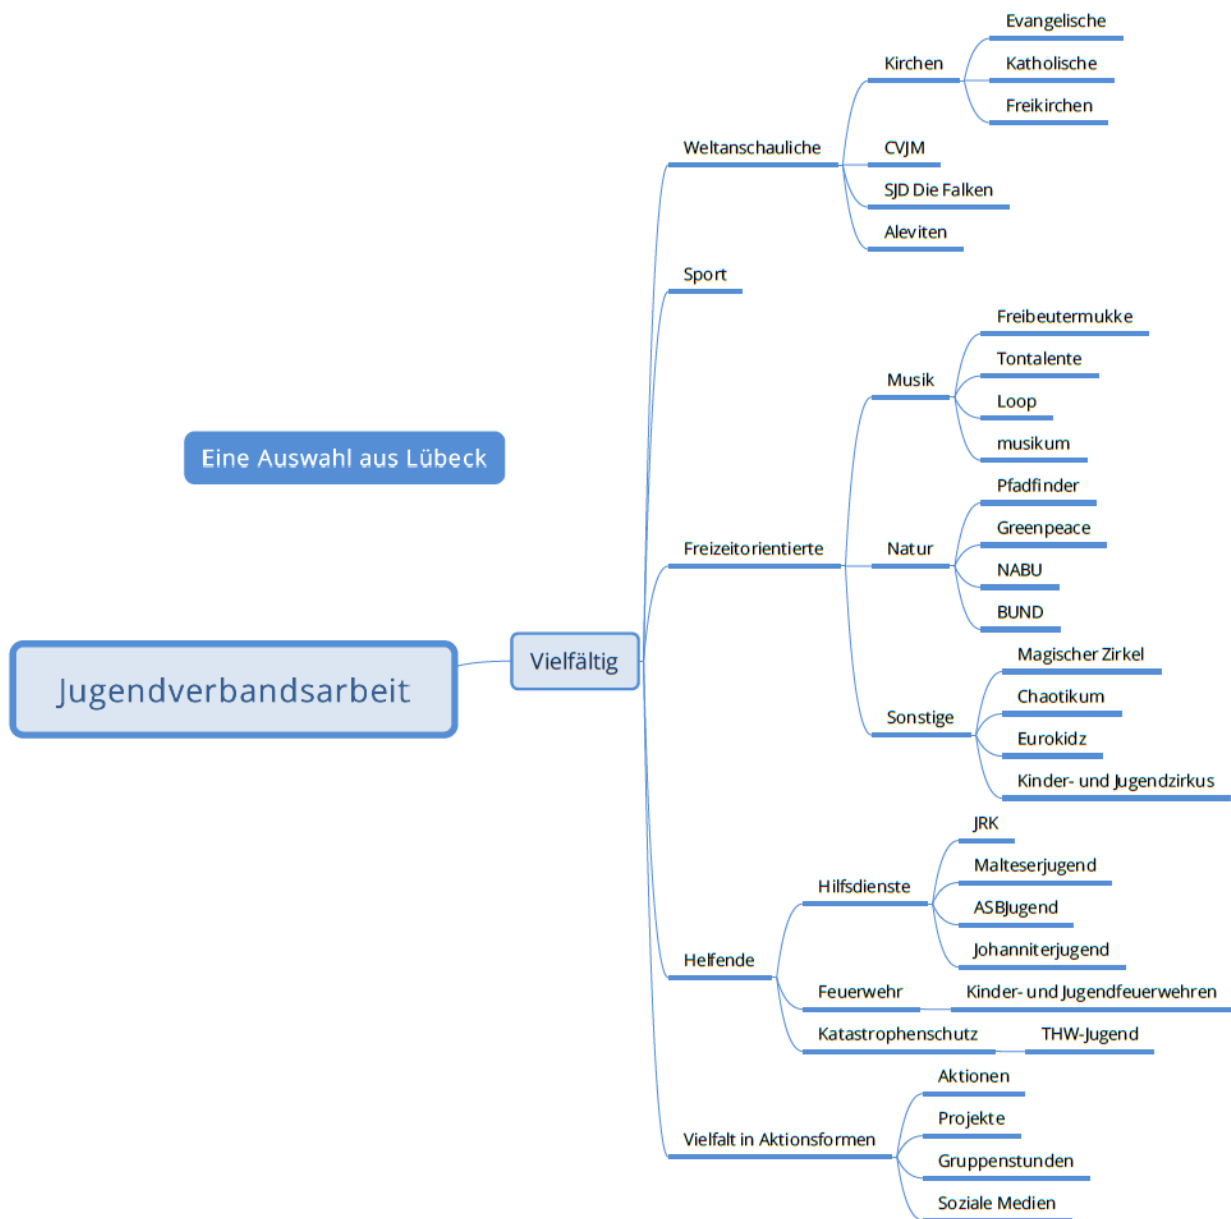 Evangelische
Kirchen
Katholische
Freikirchen
Weltanschauliche
CVJM
SJD Die Falken
Aleviten
Sport
Freibeutermukke
Tontalente
Musik
Loop
musikum
Eine Auswahl aus Lübeck
Pfadfinder
Greenpeace
Freizeitorientierte
Natur
NABU
BUND
Jugendverbandsarbeit
Vielfältig
Magischer Zirkel
Chaotikum
Sonstige
Eurokidz
Kinder- und Jugendzirkus
JRK
Malteserjugend
Hilfsdienste
ASBJugend
Johanniterjugend
Helfende
Feuerwehr
Kinder- und Jugendfeuerwehren
Katastrophenschutz
THW-Jugend
Aktionen
Projekte
Vielfalt in Aktionsformen
Gruppenstunden
Soziale Medien